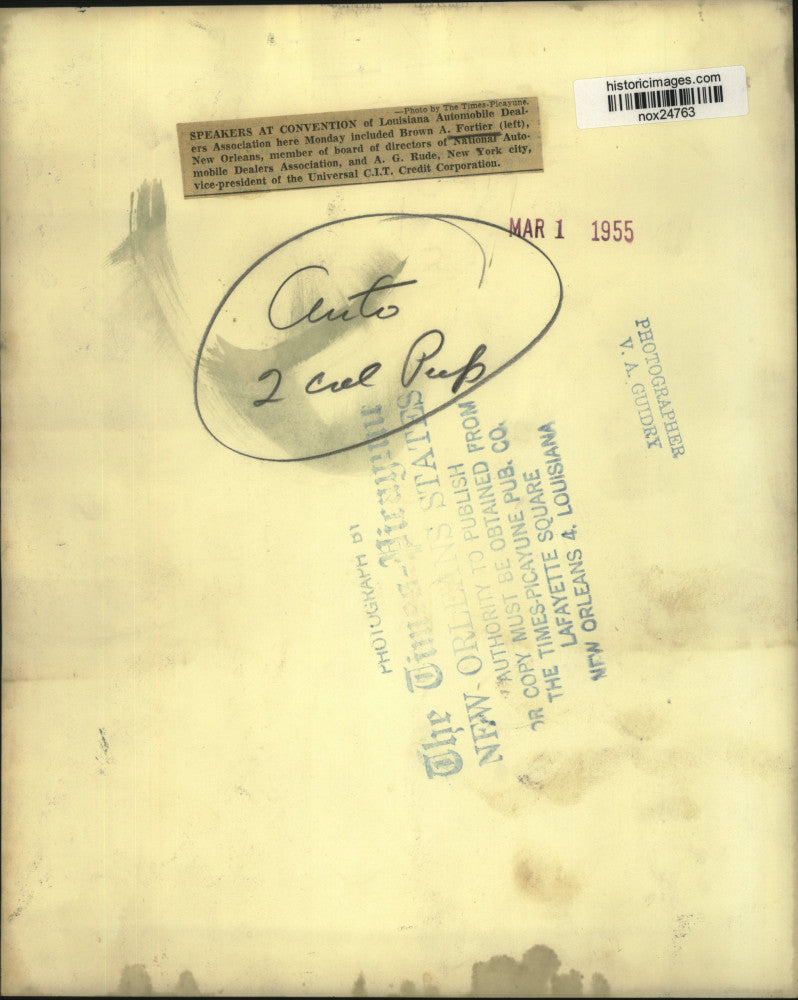 historicimages.com
nox24763
—Photo by The Times-Picayune.
SPEAKERS AT CONVENTION of Louisiana Automobile Deal-
ers Association here Monday included Brown A. Fortier (left),
New Orleans, member of board of directors of National Auto-
mobile Dealers Association, and A. G. Rude, New York city,
vice-president of the Universal C.I.T. Credit Corporation.
MAR 1 1955
Auto
2 col
PHOTOGRAPHER
A. A. GUIDRY
PHOTOGRAPH BY
The Times-Picayune
NEW ORLEANS STATES
AUTHORITY TO PUBLISH
OR COPY MUST BE OBTAINED FROM
THE TIMES-PICAYUNE PUB. CO.
LAFAYETTE SQUARE
NEW ORLEANS 4, LOUISIANA